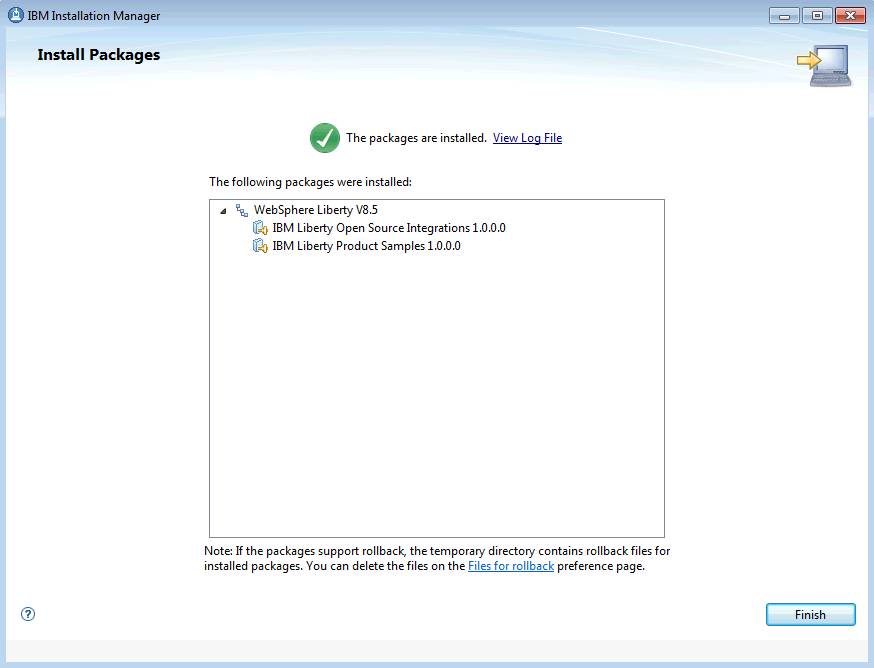 IBM Installation Manager
Install Packages
The packages are installed. View Log File
The following packages were installed:
WebSphere Liberty V8.5
IBM Liberty Open Source Integrations 1.0.0.0
IBM Liberty Product Samples 1.0.0.0
Note: If the packages support rollback, the temporary directory contains rollback files for
installed packages. You can delete the files on the Files for rollback preference page.
?
Finish